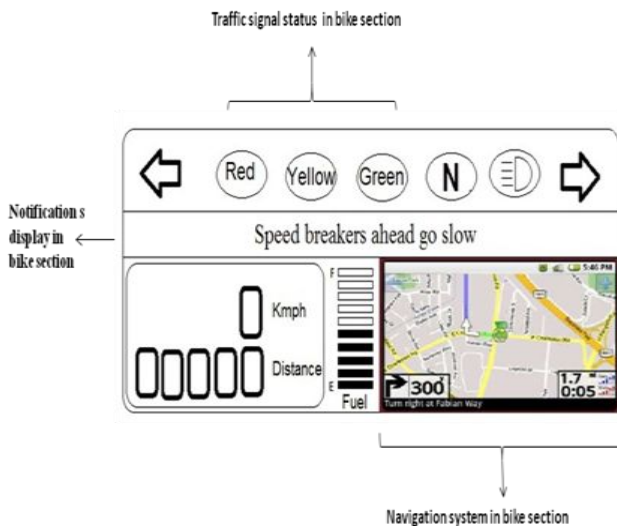 Traffic signal status in bike section
Red Yellow Green N
Notification s
display in
bike section
Speed breakers ahead go slow
0 Kmph
00000 Distance
F
E
Fuel
5:46 PM
300
1.7
0:05
Turn right at Fabian Way
Navigation system in bike section